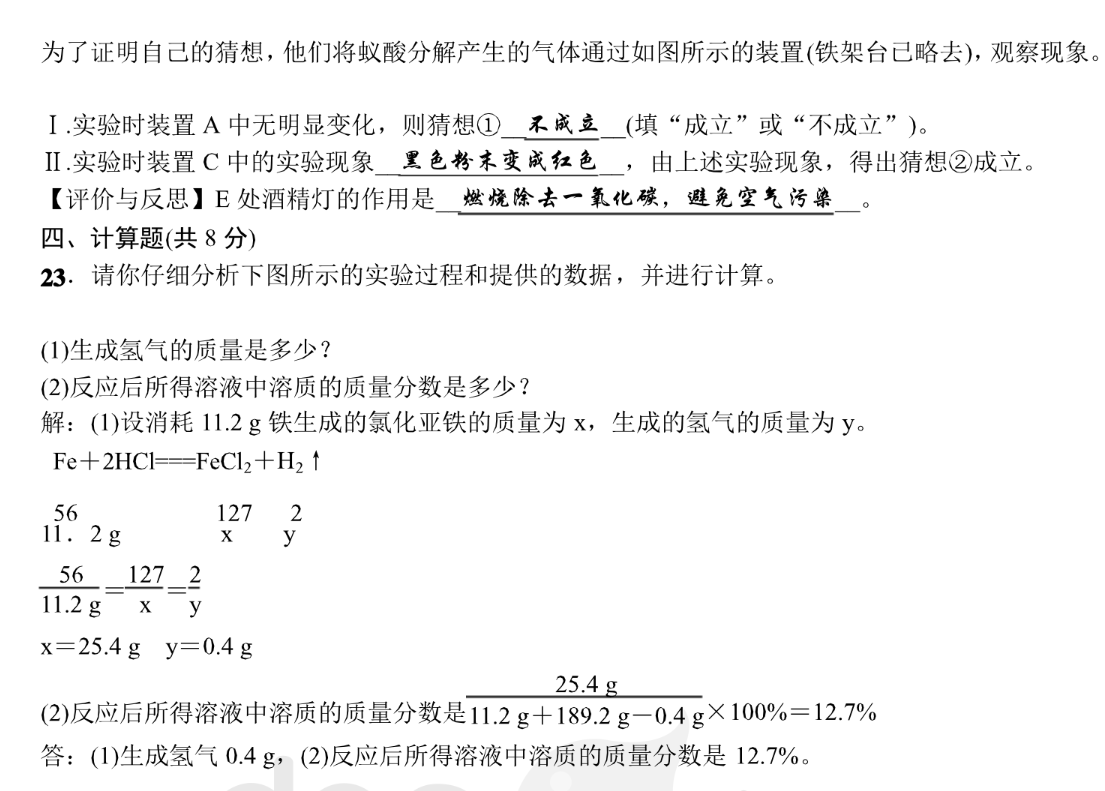 为了证明自己的猜想，他们将蚁酸分解产生的气体通过如图所示的装置(铁架台已略去)，观察现象。
Ⅰ.实验时装置 A 中无明显变化，则猜想①__不成立__(填“成立”或“不成立”)。
Ⅱ.实验时装置 C 中的实验现象__黑色粉末变成红色__，由上述实验现象，得出猜想②成立。
【评价与反思】E 处酒精灯的作用是__燃烧除去一氧化碳，避免空气污染__。
四、计算题(共 8 分)
23．请你仔细分析下图所示的实验过程和提供的数据，并进行计算。
(1)生成氢气的质量是多少？
(2)反应后所得溶液中溶质的质量分数是多少？
解：(1)设消耗 11.2 g 铁生成的氯化亚铁的质量为 x，生成的氢气的质量为 y。
Fe＋2HCl===FeCl₂＋H₂↑
56 127 2
11．2 g x y
56/11.2 g＝127/x＝2/y
x＝25.4 g y＝0.4 g
(2)反应后所得溶液中溶质的质量分数是25.4 g/(11.2 g＋189.2 g－0.4 g)×100%＝12.7%
答：(1)生成氢气 0.4 g，(2)反应后所得溶液中溶质的质量分数是 12.7%。